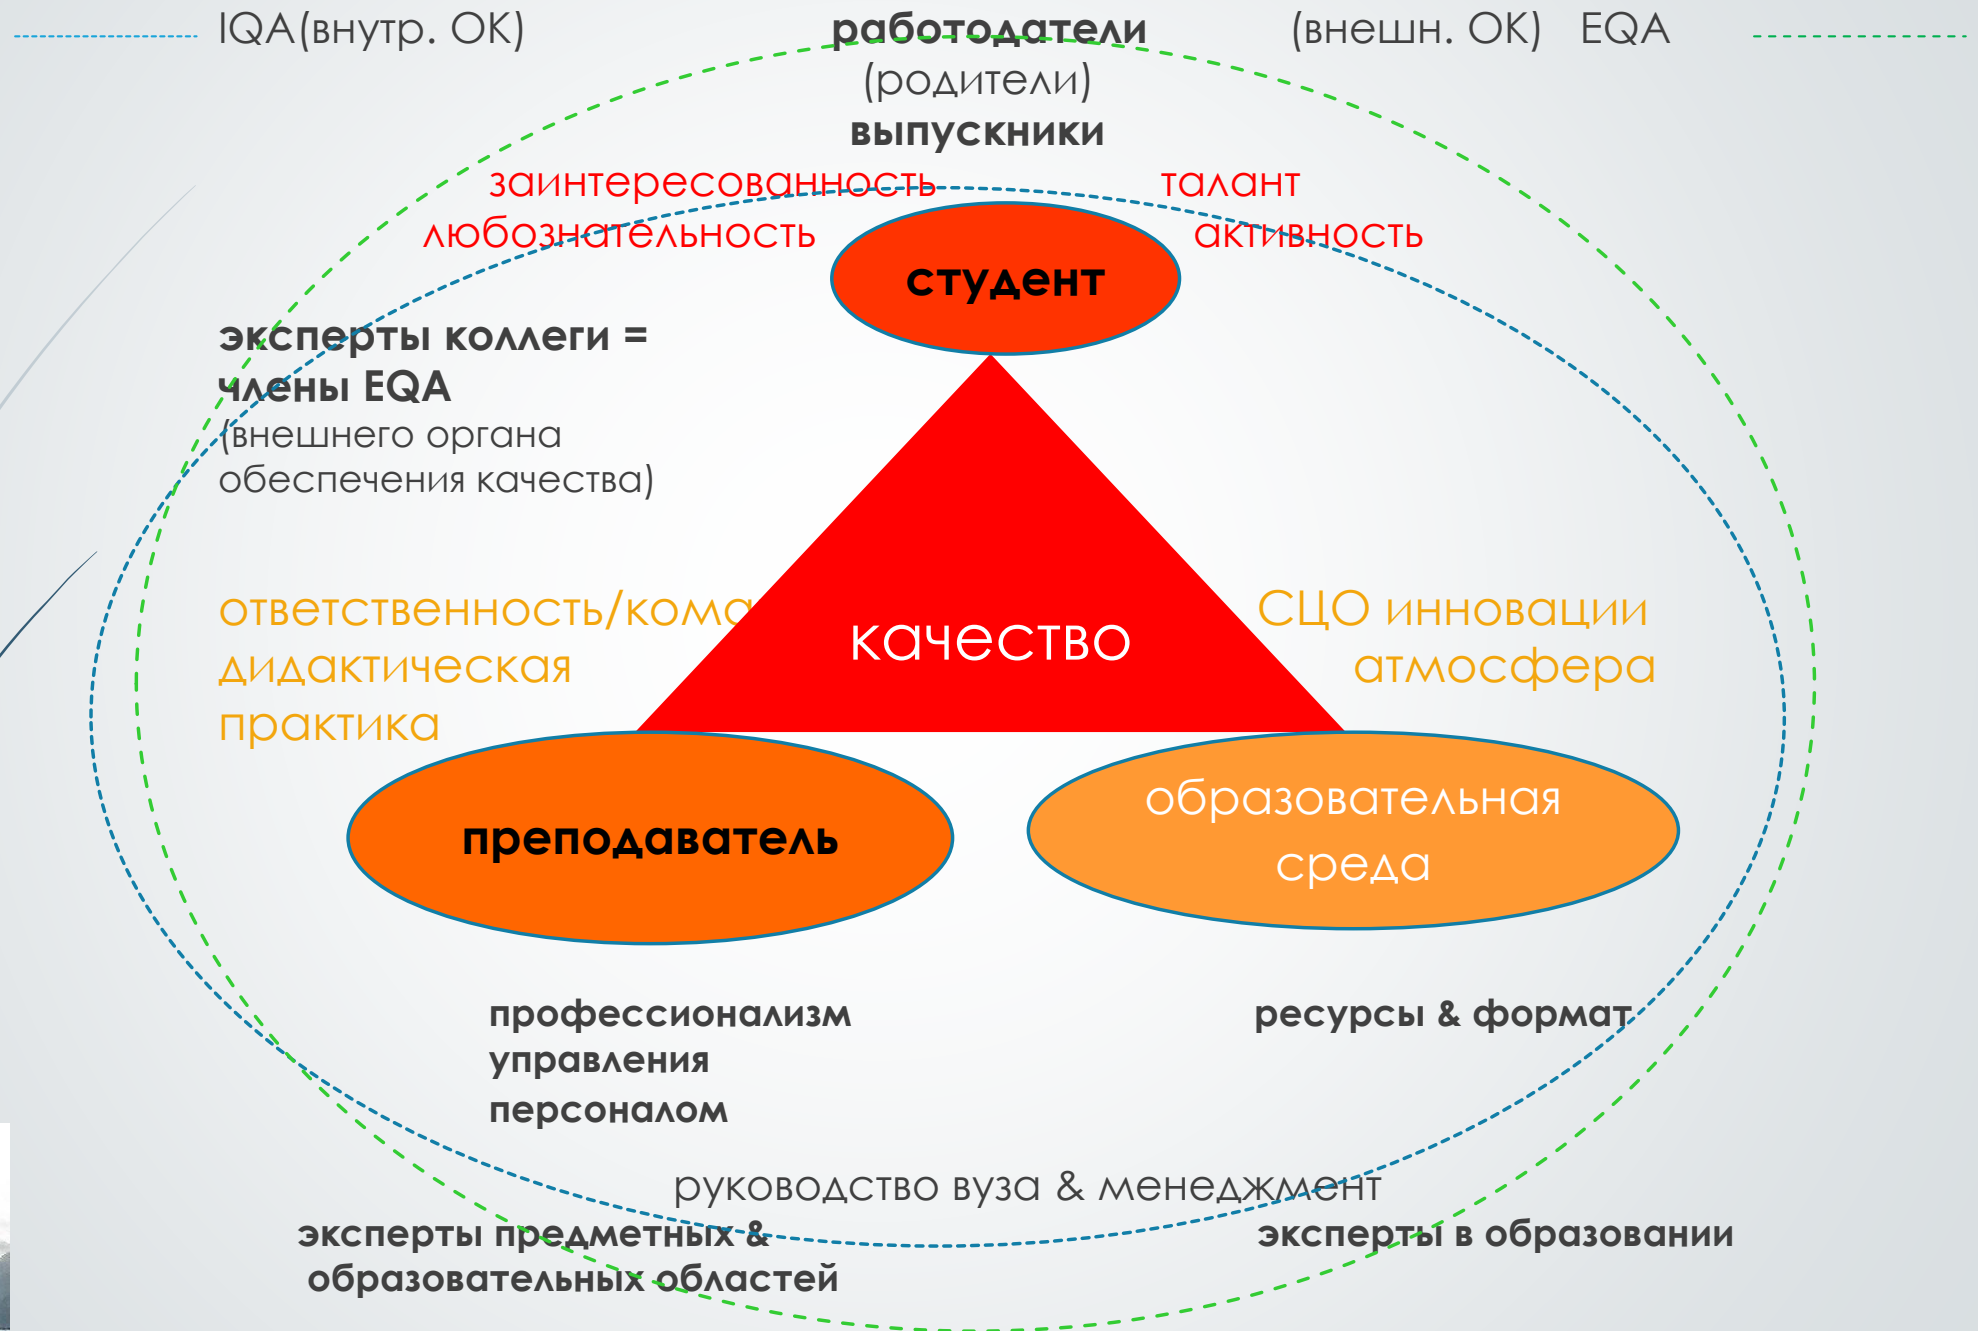 IQA(внутр. ОК)
работодатели
(внешн. ОК) EQA
(родители)
выпускники
заинтересованность
талант
любознательность
активность
студент
эксперты коллеги =
члены EQA
(внешнего органа
обеспечения качества)
ответственность/кома
дидактическая
практика
качество
СЦО инновации
атмосфера
преподаватель
образовательная
среда
профессионализм
управления
персоналом
ресурсы & формат
руководство вуза & менеджмент
эксперты предметных &
образовательных областей
эксперты в образовании